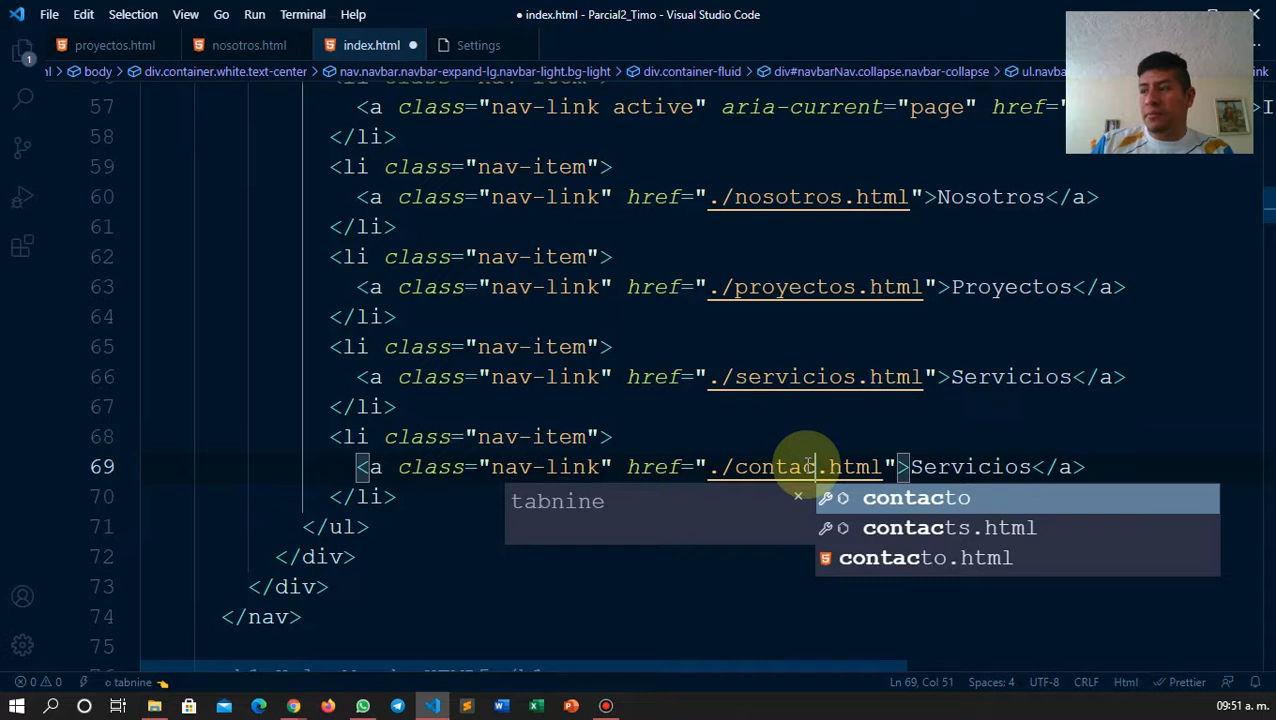 File Edit Selection View Go Run Terminal Help ● index.html - Parcial2_Timo - Visual Studio Code
proyectos.html nosotros.html index.html ● Settings
body div.container.white.text-center nav.navbar.navbar-expand-lg.navbar-light.bg-light div.container-fluid div#navbarNav.collapse.navbar-collapse
57 <a class="nav-link active" aria-current="page" href="
58 </li>
59 <li class="nav-item">
60 <a class="nav-link" href="./nosotros.html">Nosotros</a>
61 </li>
62 <li class="nav-item">
63 <a class="nav-link" href="./proyectos.html">Proyectos</a>
64 </li>
65 <li class="nav-item">
66 <a class="nav-link" href="./servicios.html">Servicios</a>
67 </li>
68 <li class="nav-item">
69 <a class="nav-link" href="./contac.html">Servicios</a>
70 </li>
tabnine × contacto
contacts.html
contacto.html
71 </ul>
72 </div>
73 </div>
74 </nav>
75
0 0 tabnine Ln 69, Col 51 Spaces: 4 UTF-8 CRLF Html Prettier
09:51 a. m.